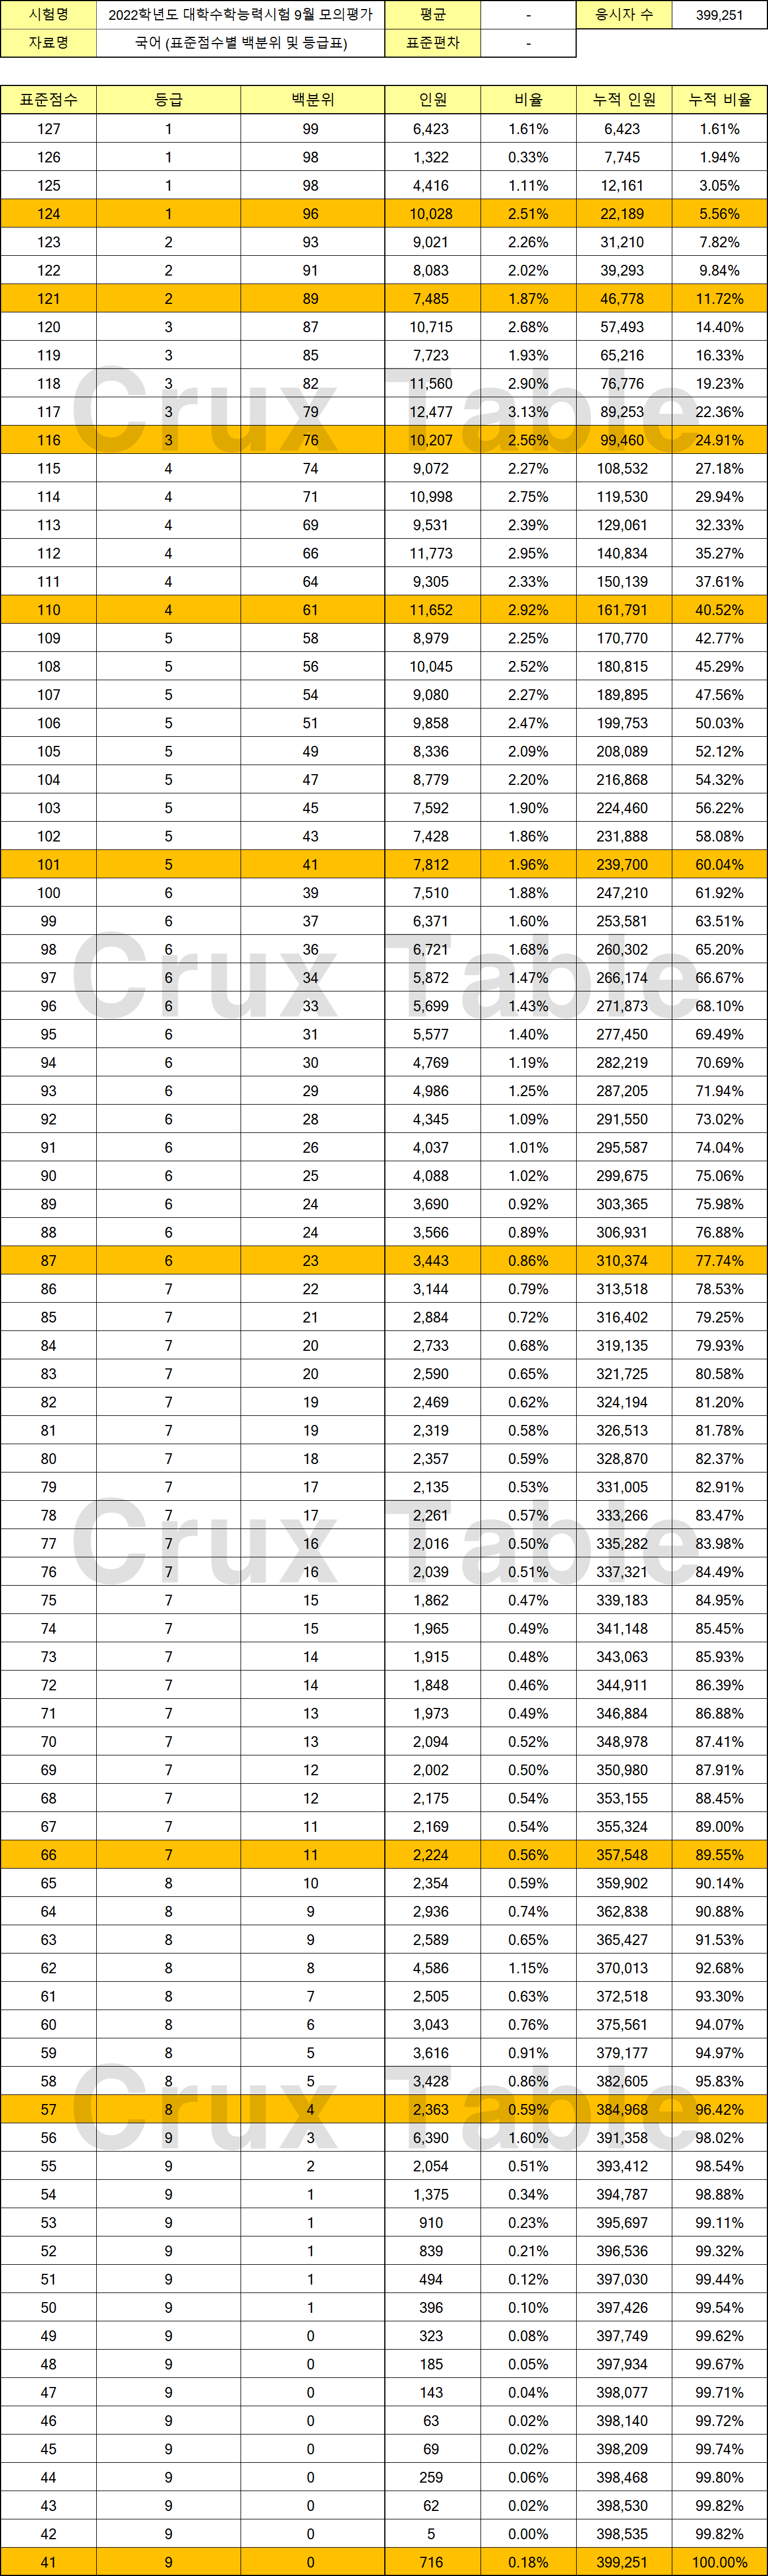 시험명 2022학년도 대학수학능력시험 9월 모의평가 평균 - 응시자 수 399,251
자료명 국어 (표준점수별 백분위 및 등급표) 표준편차 -
표준점수 등급 백분위 인원 비율 누적 인원 누적 비율
127 1 99 6,423 1.61% 6,423 1.61%
126 1 98 1,322 0.33% 7,745 1.94%
125 1 98 4,416 1.11% 12,161 3.05%
124 1 96 10,028 2.51% 22,189 5.56%
123 2 93 9,021 2.26% 31,210 7.82%
122 2 91 8,083 2.02% 39,293 9.84%
121 2 89 7,485 1.87% 46,778 11.72%
120 3 87 10,715 2.68% 57,493 14.40%
119 3 85 7,723 1.93% 65,216 16.33%
118 3 82 11,560 2.90% 76,776 19.23%
117 3 79 12,477 3.13% 89,253 22.36%
Crux Table
116 3 76 10,207 2.56% 99,460 24.91%
115 4 74 9,072 2.27% 108,532 27.18%
114 4 71 10,998 2.75% 119,530 29.94%
113 4 69 9,531 2.39% 129,061 32.33%
112 4 66 11,773 2.95% 140,834 35.27%
111 4 64 9,305 2.33% 150,139 37.61%
110 4 61 11,652 2.92% 161,791 40.52%
109 5 58 8,979 2.25% 170,770 42.77%
108 5 56 10,045 2.52% 180,815 45.29%
107 5 54 9,080 2.27% 189,895 47.56%
106 5 51 9,858 2.47% 199,753 50.03%
105 5 49 8,336 2.09% 208,089 52.12%
104 5 47 8,779 2.20% 216,868 54.32%
103 5 45 7,592 1.90% 224,460 56.22%
102 5 43 7,428 1.86% 231,888 58.08%
101 5 41 7,812 1.96% 239,700 60.04%
100 6 39 7,510 1.88% 247,210 61.92%
99 6 37 6,371 1.60% 253,581 63.51%
98 6 36 6,721 1.68% 260,302 65.20%
97 6 34 5,872 1.47% 266,174 66.67%
Crux Table
96 6 33 5,699 1.43% 271,873 68.10%
95 6 31 5,577 1.40% 277,450 69.49%
94 6 30 4,769 1.19% 282,219 70.69%
93 6 29 4,986 1.25% 287,205 71.94%
92 6 28 4,345 1.09% 291,550 73.02%
91 6 26 4,037 1.01% 295,587 74.04%
90 6 25 4,088 1.02% 299,675 75.06%
89 6 24 3,690 0.92% 303,365 75.98%
88 6 24 3,566 0.89% 306,931 76.88%
87 6 23 3,443 0.86% 310,374 77.74%
86 7 22 3,144 0.79% 313,518 78.53%
85 7 21 2,884 0.72% 316,402 79.25%
84 7 20 2,733 0.68% 319,135 79.93%
83 7 20 2,590 0.65% 321,725 80.58%
82 7 19 2,469 0.62% 324,194 81.20%
81 7 19 2,319 0.58% 326,513 81.78%
80 7 18 2,357 0.59% 328,870 82.37%
79 7 17 2,135 0.53% 331,005 82.91%
78 7 17 2,261 0.57% 333,266 83.47%
77 7 16 2,016 0.50% 335,282 83.98%
Crux Table
76 7 16 2,039 0.51% 337,321 84.49%
75 7 15 1,862 0.47% 339,183 84.95%
74 7 15 1,965 0.49% 341,148 85.45%
73 7 14 1,915 0.48% 343,063 85.93%
72 7 14 1,848 0.46% 344,911 86.39%
71 7 13 1,973 0.49% 346,884 86.88%
70 7 13 2,094 0.52% 348,978 87.41%
69 7 12 2,002 0.50% 350,980 87.91%
68 7 12 2,175 0.54% 353,155 88.45%
67 7 11 2,169 0.54% 355,324 89.00%
66 7 11 2,224 0.56% 357,548 89.55%
65 8 10 2,354 0.59% 359,902 90.14%
64 8 9 2,936 0.74% 362,838 90.88%
63 8 9 2,589 0.65% 365,427 91.53%
62 8 8 4,586 1.15% 370,013 92.68%
61 8 7 2,505 0.63% 372,518 93.30%
60 8 6 3,043 0.76% 375,561 94.07%
59 8 5 3,616 0.91% 379,177 94.97%
58 8 5 3,428 0.86% 382,605 95.83%
57 8 4 2,363 0.59% 384,968 96.42%
Crux Table
56 9 3 6,390 1.60% 391,358 98.02%
55 9 2 2,054 0.51% 393,412 98.54%
54 9 1 1,375 0.34% 394,787 98.88%
53 9 1 910 0.23% 395,697 99.11%
52 9 1 839 0.21% 396,536 99.32%
51 9 1 494 0.12% 397,030 99.44%
50 9 1 396 0.10% 397,426 99.54%
49 9 0 323 0.08% 397,749 99.62%
48 9 0 185 0.05% 397,934 99.67%
47 9 0 143 0.04% 398,077 99.71%
46 9 0 63 0.02% 398,140 99.72%
45 9 0 69 0.02% 398,209 99.74%
44 9 0 259 0.06% 398,468 99.80%
43 9 0 62 0.02% 398,530 99.82%
42 9 0 5 0.00% 398,535 99.82%
41 9 0 716 0.18% 399,251 100.00%